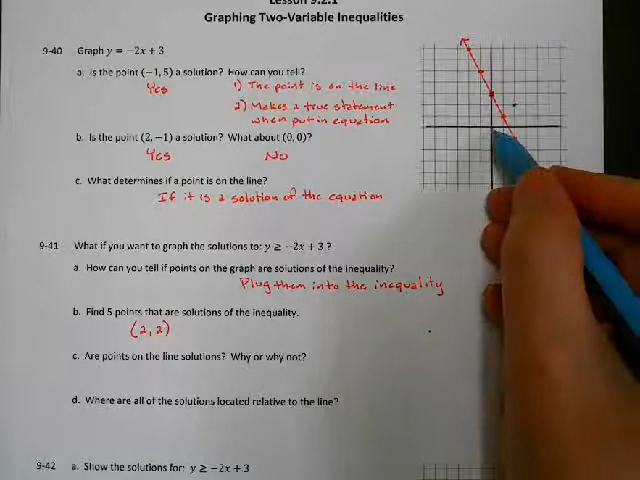 Lesson 9.2.1
Graphing Two-Variable Inequalities
9-40 Graph y = −2x + 3
a. Is the point (−1, 5) a solution? How can you tell?
Yes 1) The point is on the line
2) Makes a true statement
when put in equation
b. Is the point (2, −1) a solution? What about (0, 0)?
Yes No
c. What determines if a point is on the line?
If it is a solution of the equation
9-41 What if you want to graph the solutions to: y ≥ −2x + 3 ?
a. How can you tell if points on the graph are solutions of the inequality?
Plug them into the inequality
b. Find 5 points that are solutions of the inequality.
(2, 2)
c. Are points on the line solutions? Why or why not?
d. Where are all of the solutions located relative to the line?
9-42 a. Show the solutions for: y ≥ −2x + 3